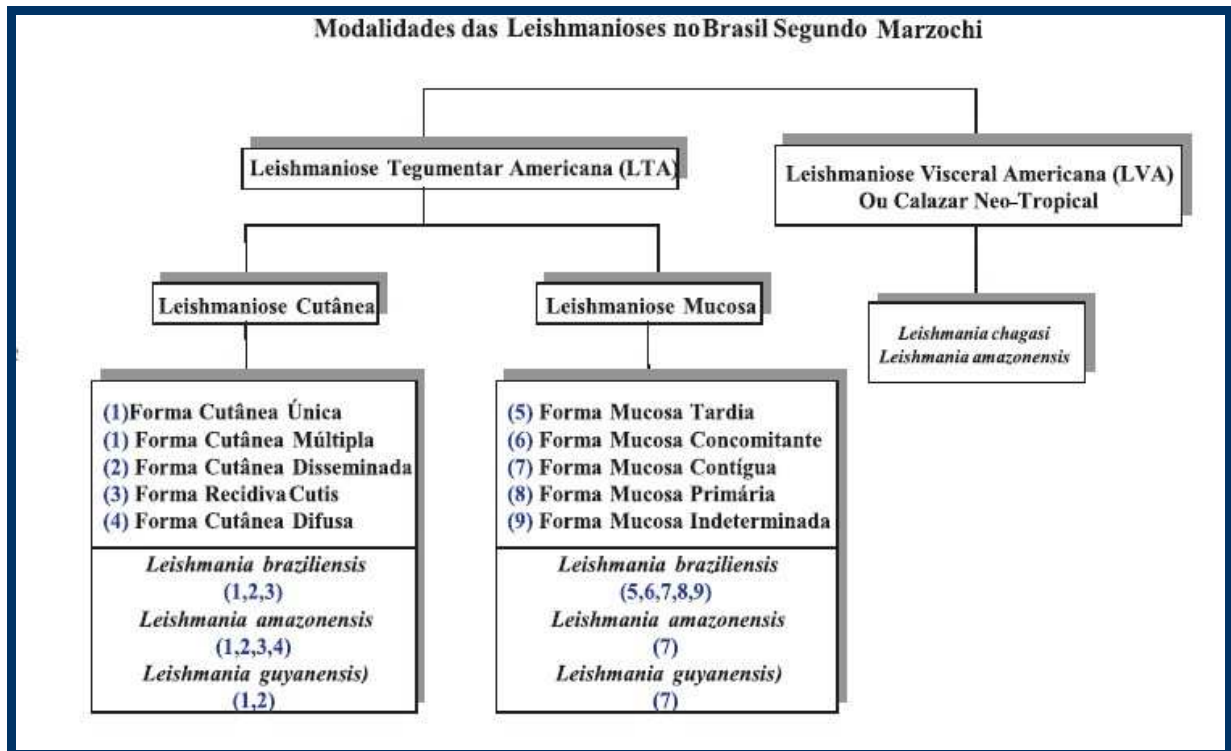 Modalidades das Leishmanioses no Brasil Segundo Marzochi
Leishmaniose Tegumentar Americana (LTA)
Leishmaniose Visceral Americana (LVA)
Ou Calazar Neo-Tropical
Leishmaniose Cutânea
Leishmaniose Mucosa
Leishmania chagasi
Leishmania amazonensis
(1)Forma Cutânea Única
(1) Forma Cutânea Múltipla
(2) Forma Cutânea Disseminada
(3) Forma Recidiva Cutis
(4) Forma Cutânea Difusa
Leishmania braziliensis
(1,2,3)
Leishmania amazonensis
(1,2,3,4)
Leishmania guyanensis)
(1,2)
(5) Forma Mucosa Tardia
(6) Forma Mucosa Concomitante
(7) Forma Mucosa Contígua
(8) Forma Mucosa Primária
(9) Forma Mucosa Indeterminada
Leishmania braziliensis
(5,6,7,8,9)
Leishmania amazonensis
(7)
Leishmania guyanensis)
(7)